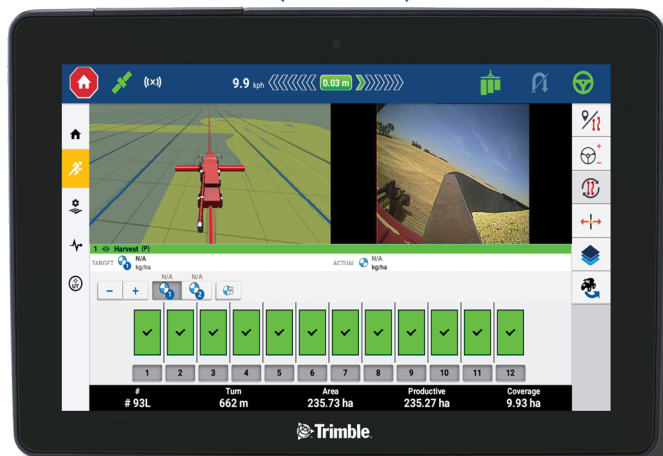 9.9 kph 0.03 m
1 Harvest (P)
TARGET 1 N/A kg/ha ACTUAL N/A kg/ha
N/A N/A
- + 1 2
1 2 3 4 5 6 7 8 9 10 11 12
# Turn Area Productive Coverage
# 93L 662 m 235.73 ha 235.27 ha 9.93 ha
UT
Trimble